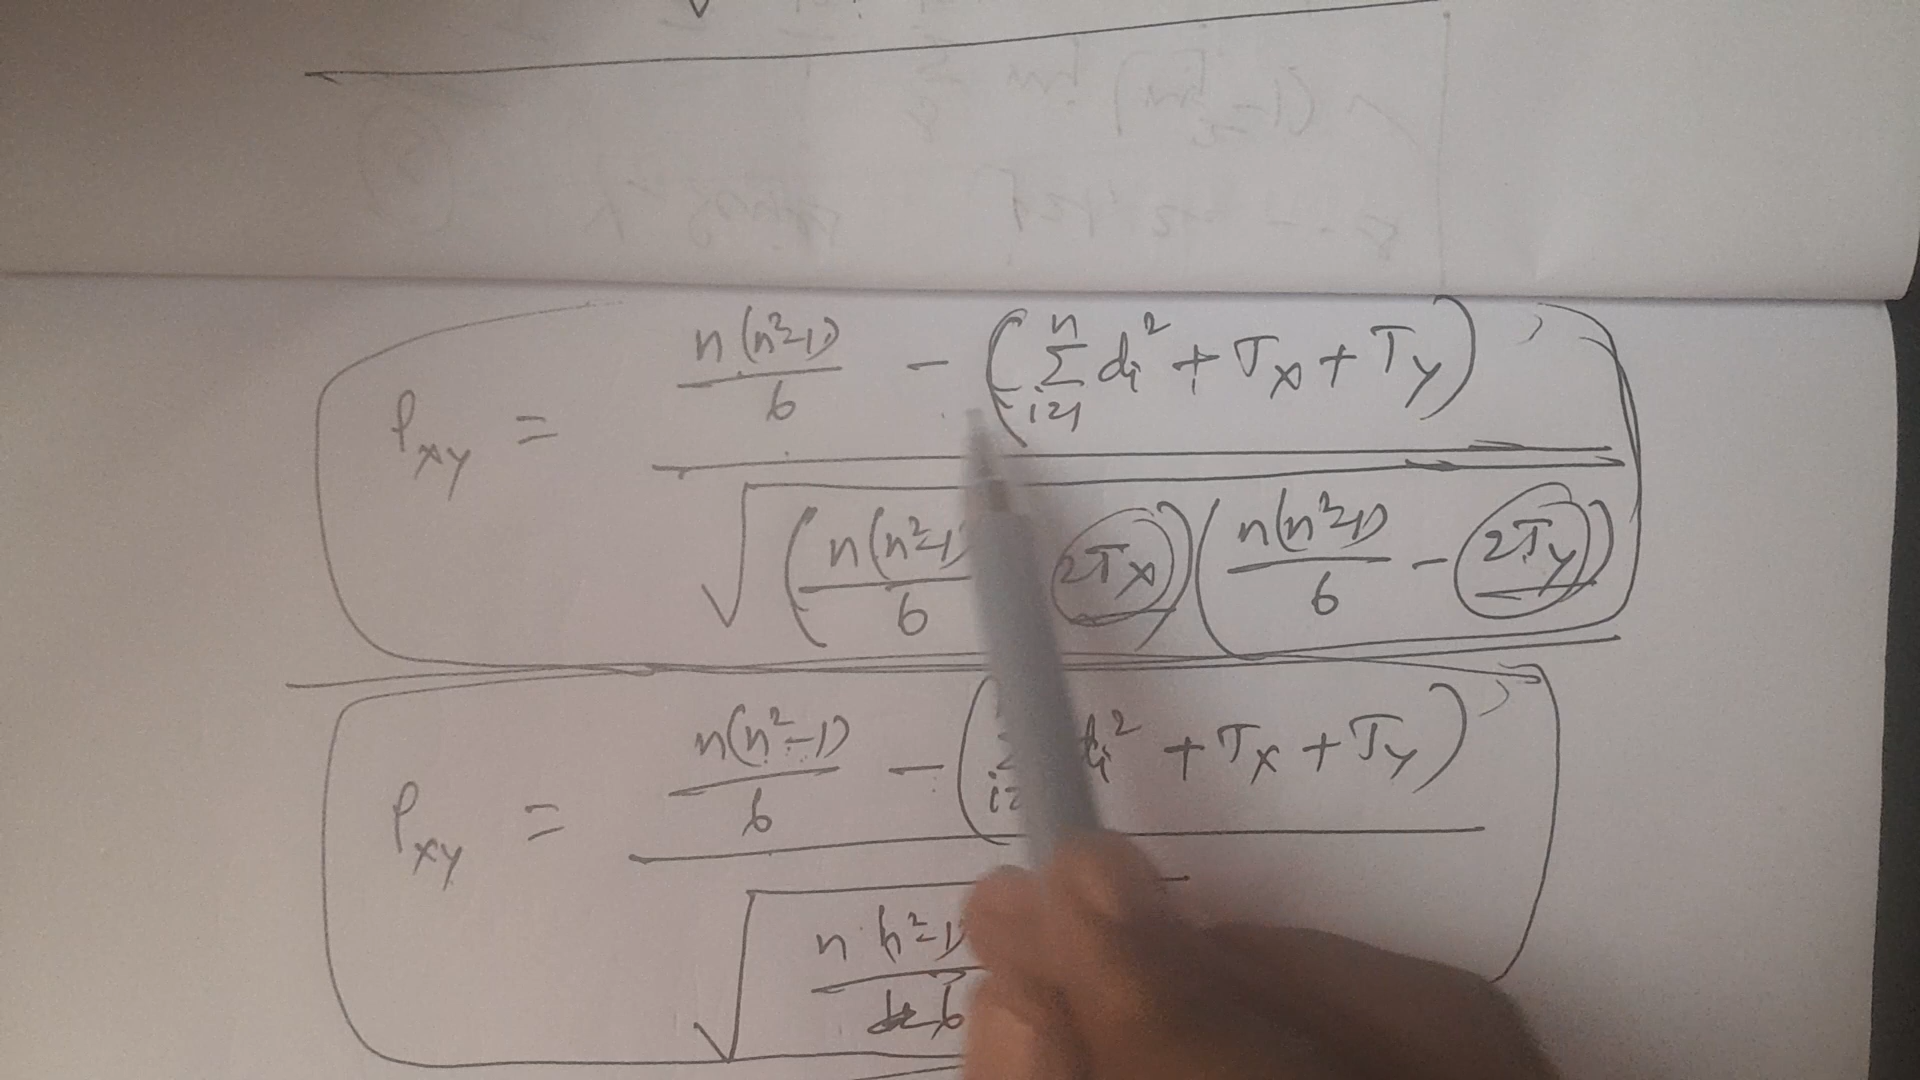 ρxy = (n(n²-1)/6 - (Σ i=1 n di² + Tx + Ty)) / √((n(n²-1)/6 2Tx)(n(n²-1)/6 - 2Ty))
ρxy = (n(n²-1)/6 - (i= di² + Tx + Ty)) / √(n n²-1)/6